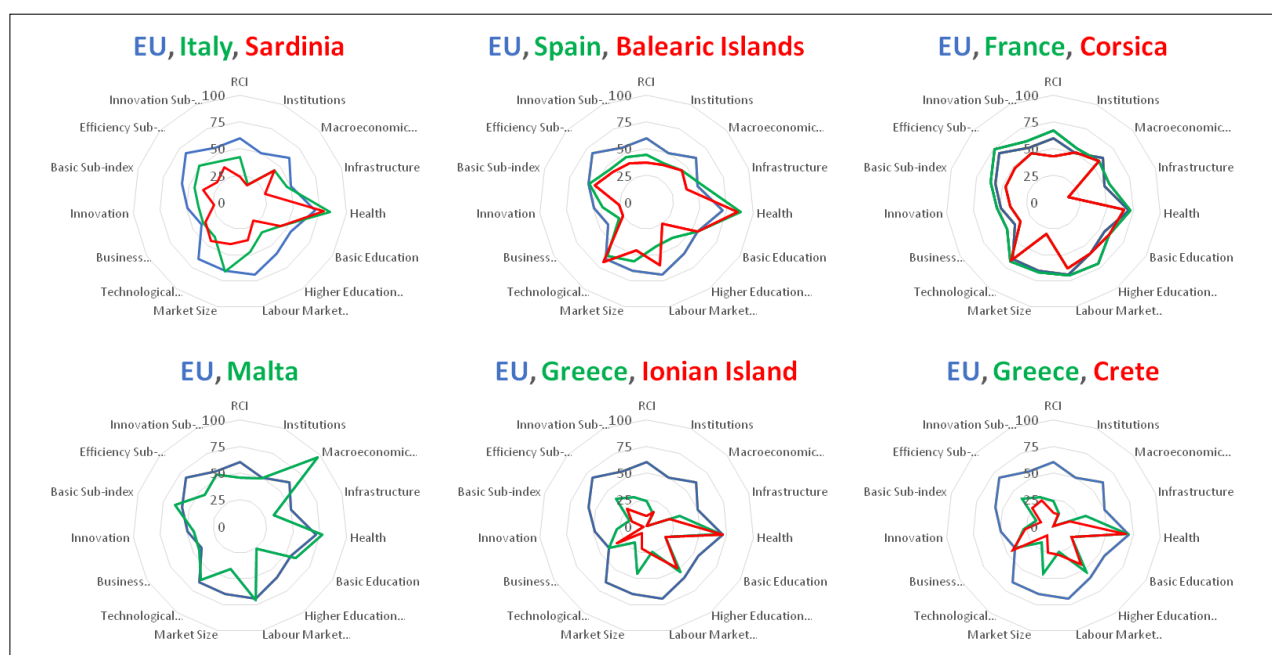 EU, Italy, Sardinia
RCI
100
Innovation Sub-...
Institutions
Efficiency Sub-...
75
Macroeconomic...
50
Basic Sub-index
25
Infrastructure
Innovation
0
Health
Business...
Basic Education
Technological...
Higher Education..
Market Size
Labour Market..
EU, Spain, Balearic Islands
RCI
100
Innovation Sub-...
Institutions
Efficiency Sub-...
75
Macroeconomic...
50
Basic Sub-index
25
Infrastructure
Innovation
0
Health
Business...
Basic Education
Technological...
Higher Education..
Market Size
Labour Market...
EU, France, Corsica
RCI
100
Innovation Sub-...
Institutions
Efficiency Sub-...
75
Macroeconomic...
50
Basic Sub-index
25
Infrastructure
Innovation
0
Health
Business...
Basic Education
Technological...
Higher Education..
Market Size
Labour Market..
EU, Malta
RCI
100
Innovation Sub-...
Institutions
Efficiency Sub-...
75
Macroeconomic...
50
Basic Sub-index
25
Infrastructure
Innovation
0
Health
Business...
Basic Education
Technological...
Higher Education...
Market Size
Labour Market...
EU, Greece, Ionian Island
RCI
100
Innovation Sub-...
Institutions
Efficiency Sub-...
75
Macroeconomic...
50
Basic Sub-index
25
Infrastructure
Innovation
0
Health
Business...
Basic Education
Technological...
Higher Education..
Market Size
Labour Market...
EU, Greece, Crete
RCI
100
Innovation Sub-...
Institutions
Efficiency Sub-...
75
Macroeconomic...
50
Basic Sub-index
25
Infrastructure
Innovation
0
Health
Business...
Basic Education
Technological...
Higher Education..
Market Size
Labour Market..